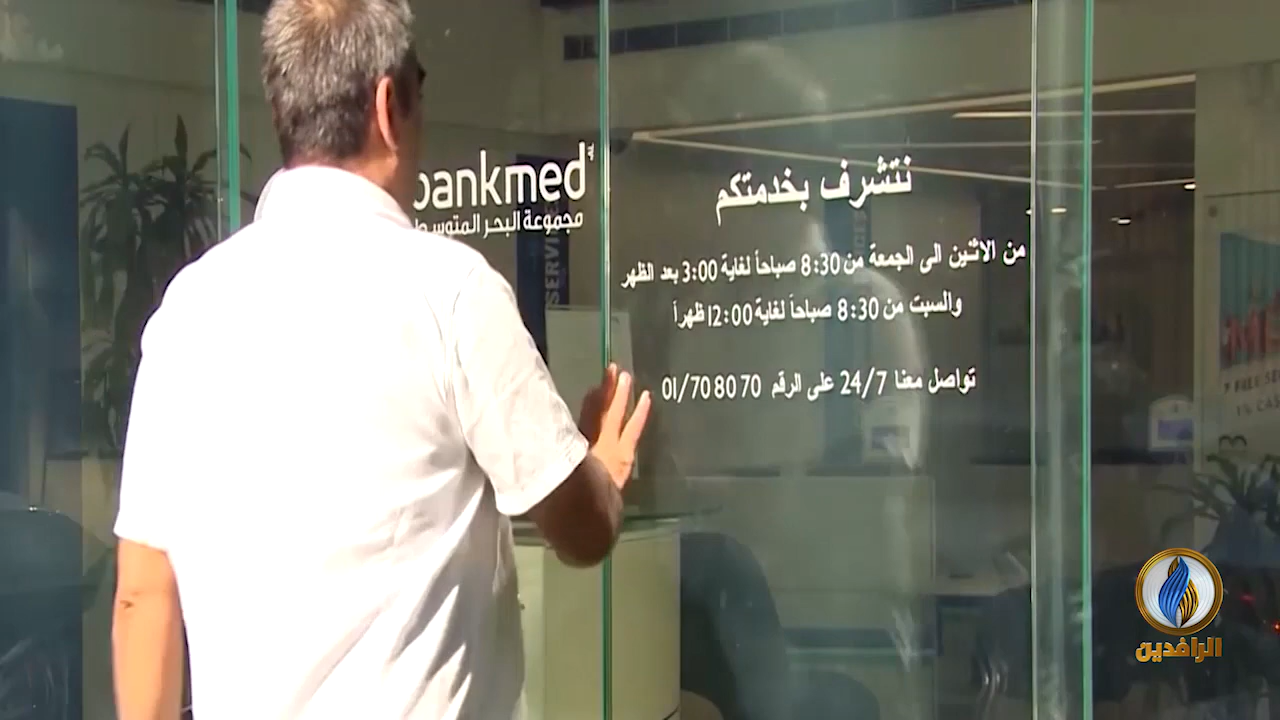 bankmed
مجموعة البحر المتوسط
نتشرف بخدمتكم
من الاثنين الى الجمعة من 8:30 صباحاً لغاية 3:00 بعد الظهر
والسبت من 8:30 صباحاً لغاية 12:00 ظهراً
تواصل معنا 24/7 على الرقم 01/70 80 70
الرافدين